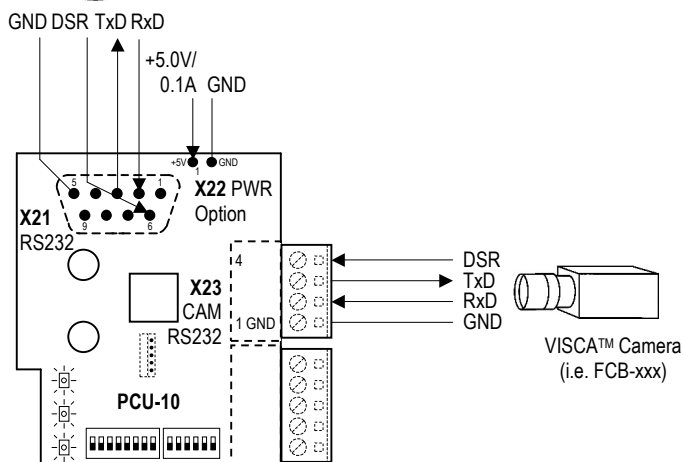 GND DSR TxD RxD
+5.0V/
0.1A GND
+5V GND
1
5 1
X22 PWR
Option
X21
RS232
9 6
4
X23
CAM
RS232
1 GND
DSR
TxD
RxD
GND
VISCA™ Camera
(i.e. FCB-xxx)
PCU-10